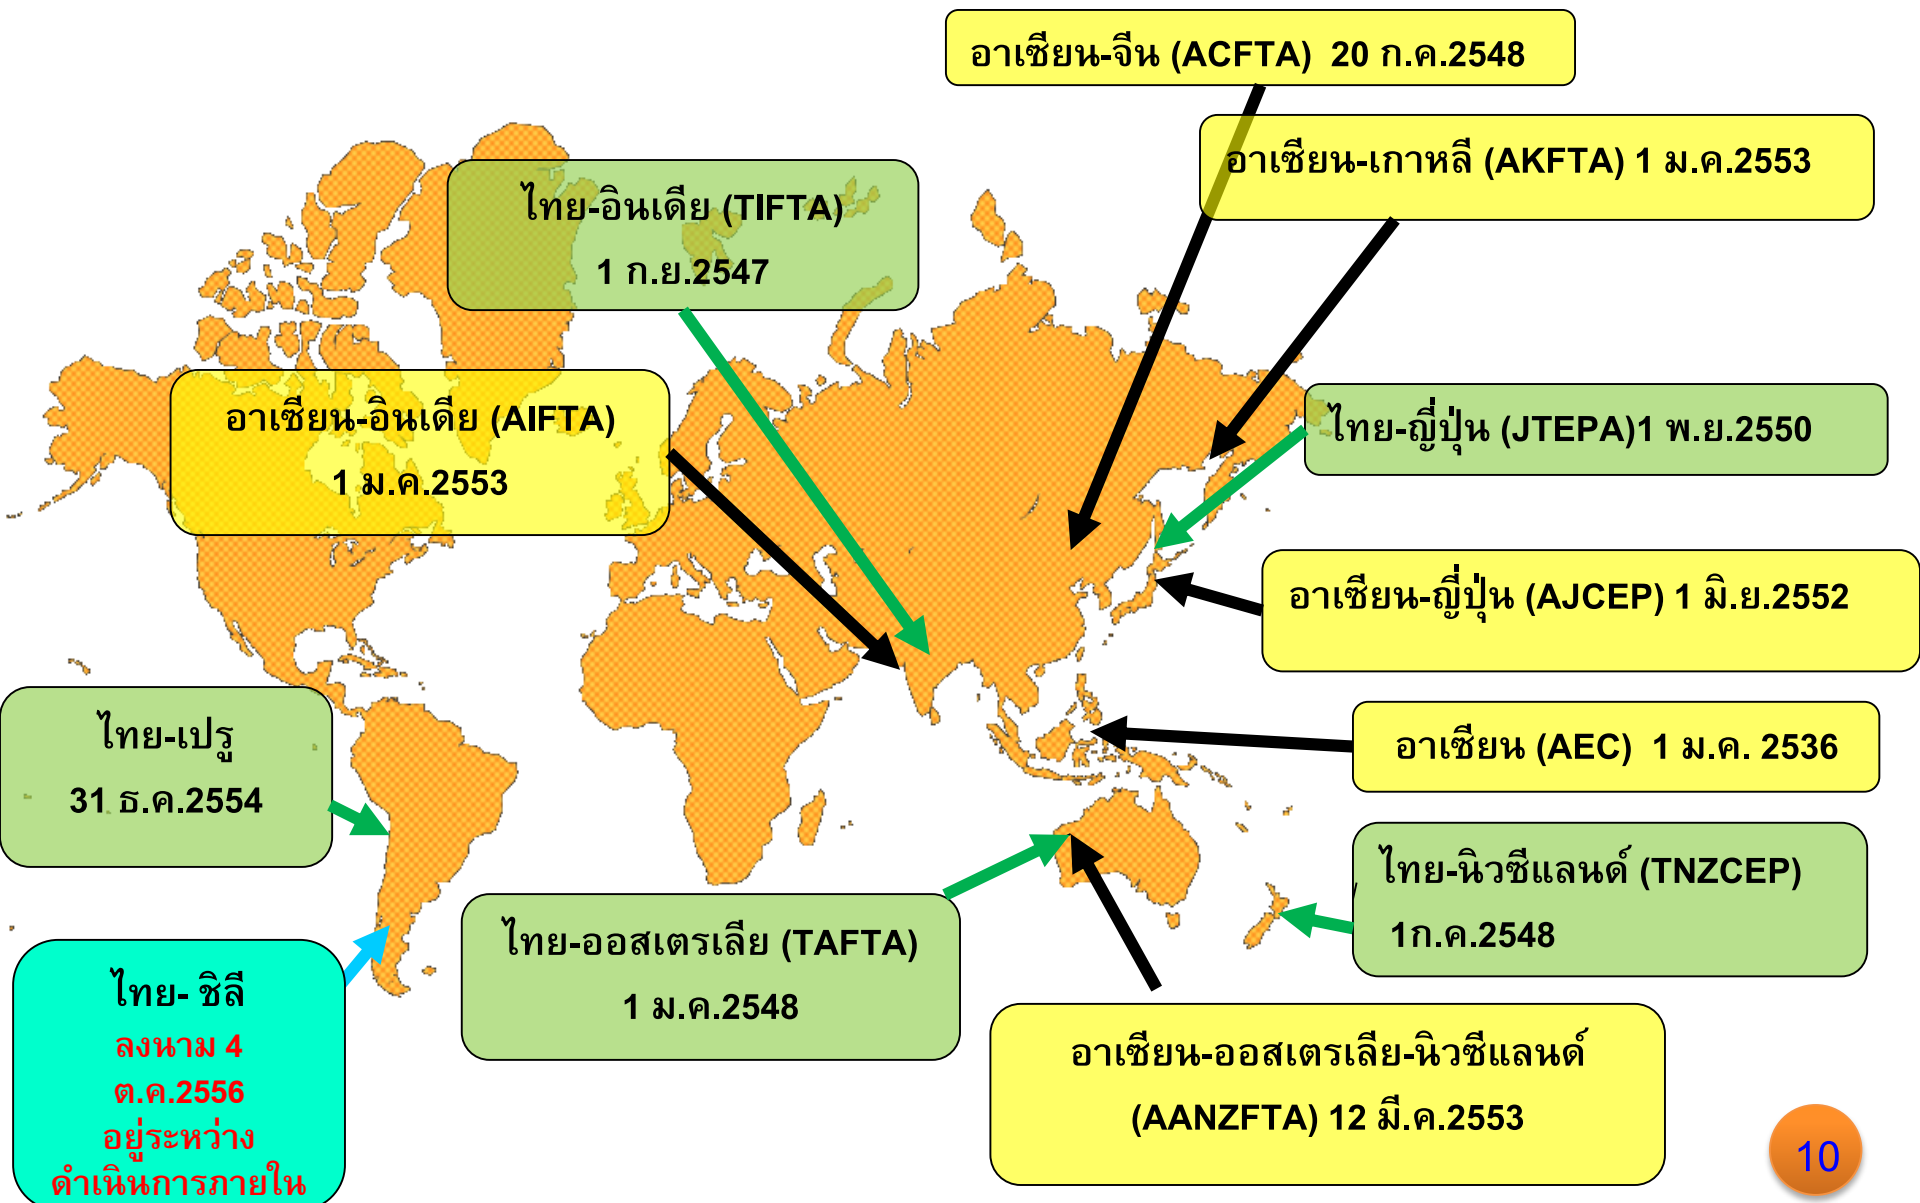 อาเซียน-จีน (ACFTA) 20 ก.ค.2548
อาเซียน-เกาหลี (AKFTA) 1 ม.ค.2553
ไทย-อินเดีย (TIFTA)
1 ก.ย.2547
อาเซียน-อินเดีย (AIFTA)
1 ม.ค.2553
ไทย-ญี่ปุ่น (JTEPA)1 พ.ย.2550
อาเซียน-ญี่ปุ่น (AJCEP) 1 มิ.ย.2552
ไทย-เปรู
31 ธ.ค.2554
อาเซียน (AEC) 1 ม.ค. 2536
ไทย-นิวซีแลนด์ (TNZCEP)
1ก.ค.2548
ไทย-ออสเตรเลีย (TAFTA)
1 ม.ค.2548
ไทย- ชิลี
ลงนาม 4
ต.ค.2556
อยู่ระหว่าง
ดำเนินการภายใน
อาเซียน-ออสเตรเลีย-นิวซีแลนด์
(AANZFTA) 12 มี.ค.2553
10